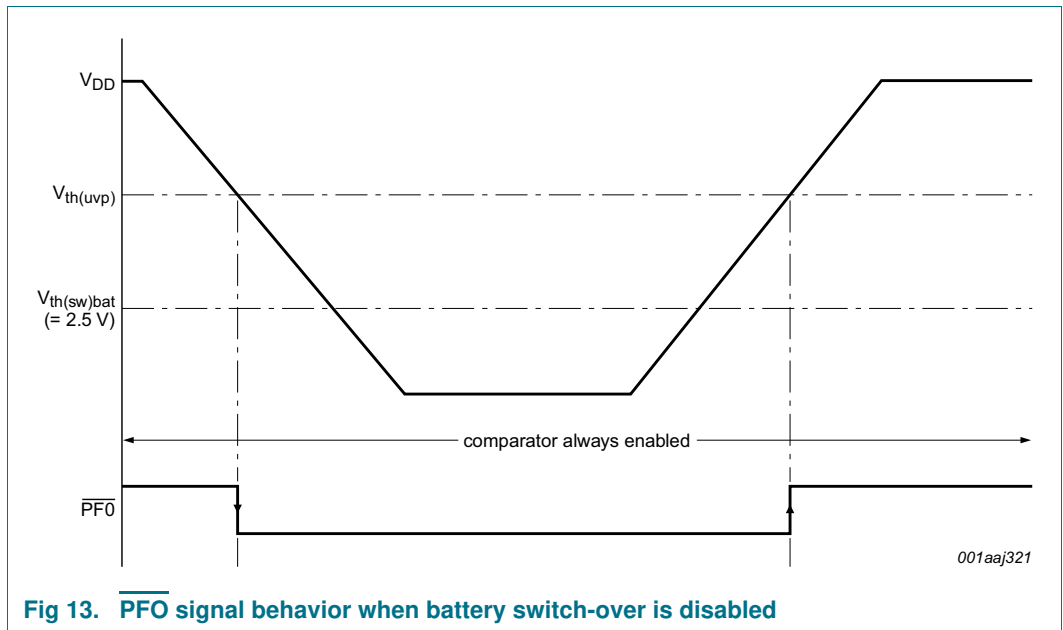 VDD
Vth(uvp)
Vth(sw)bat
(= 2.5 V)
comparator always enabled
PF0
001aaj321
Fig 13. PFO signal behavior when battery switch-over is disabled